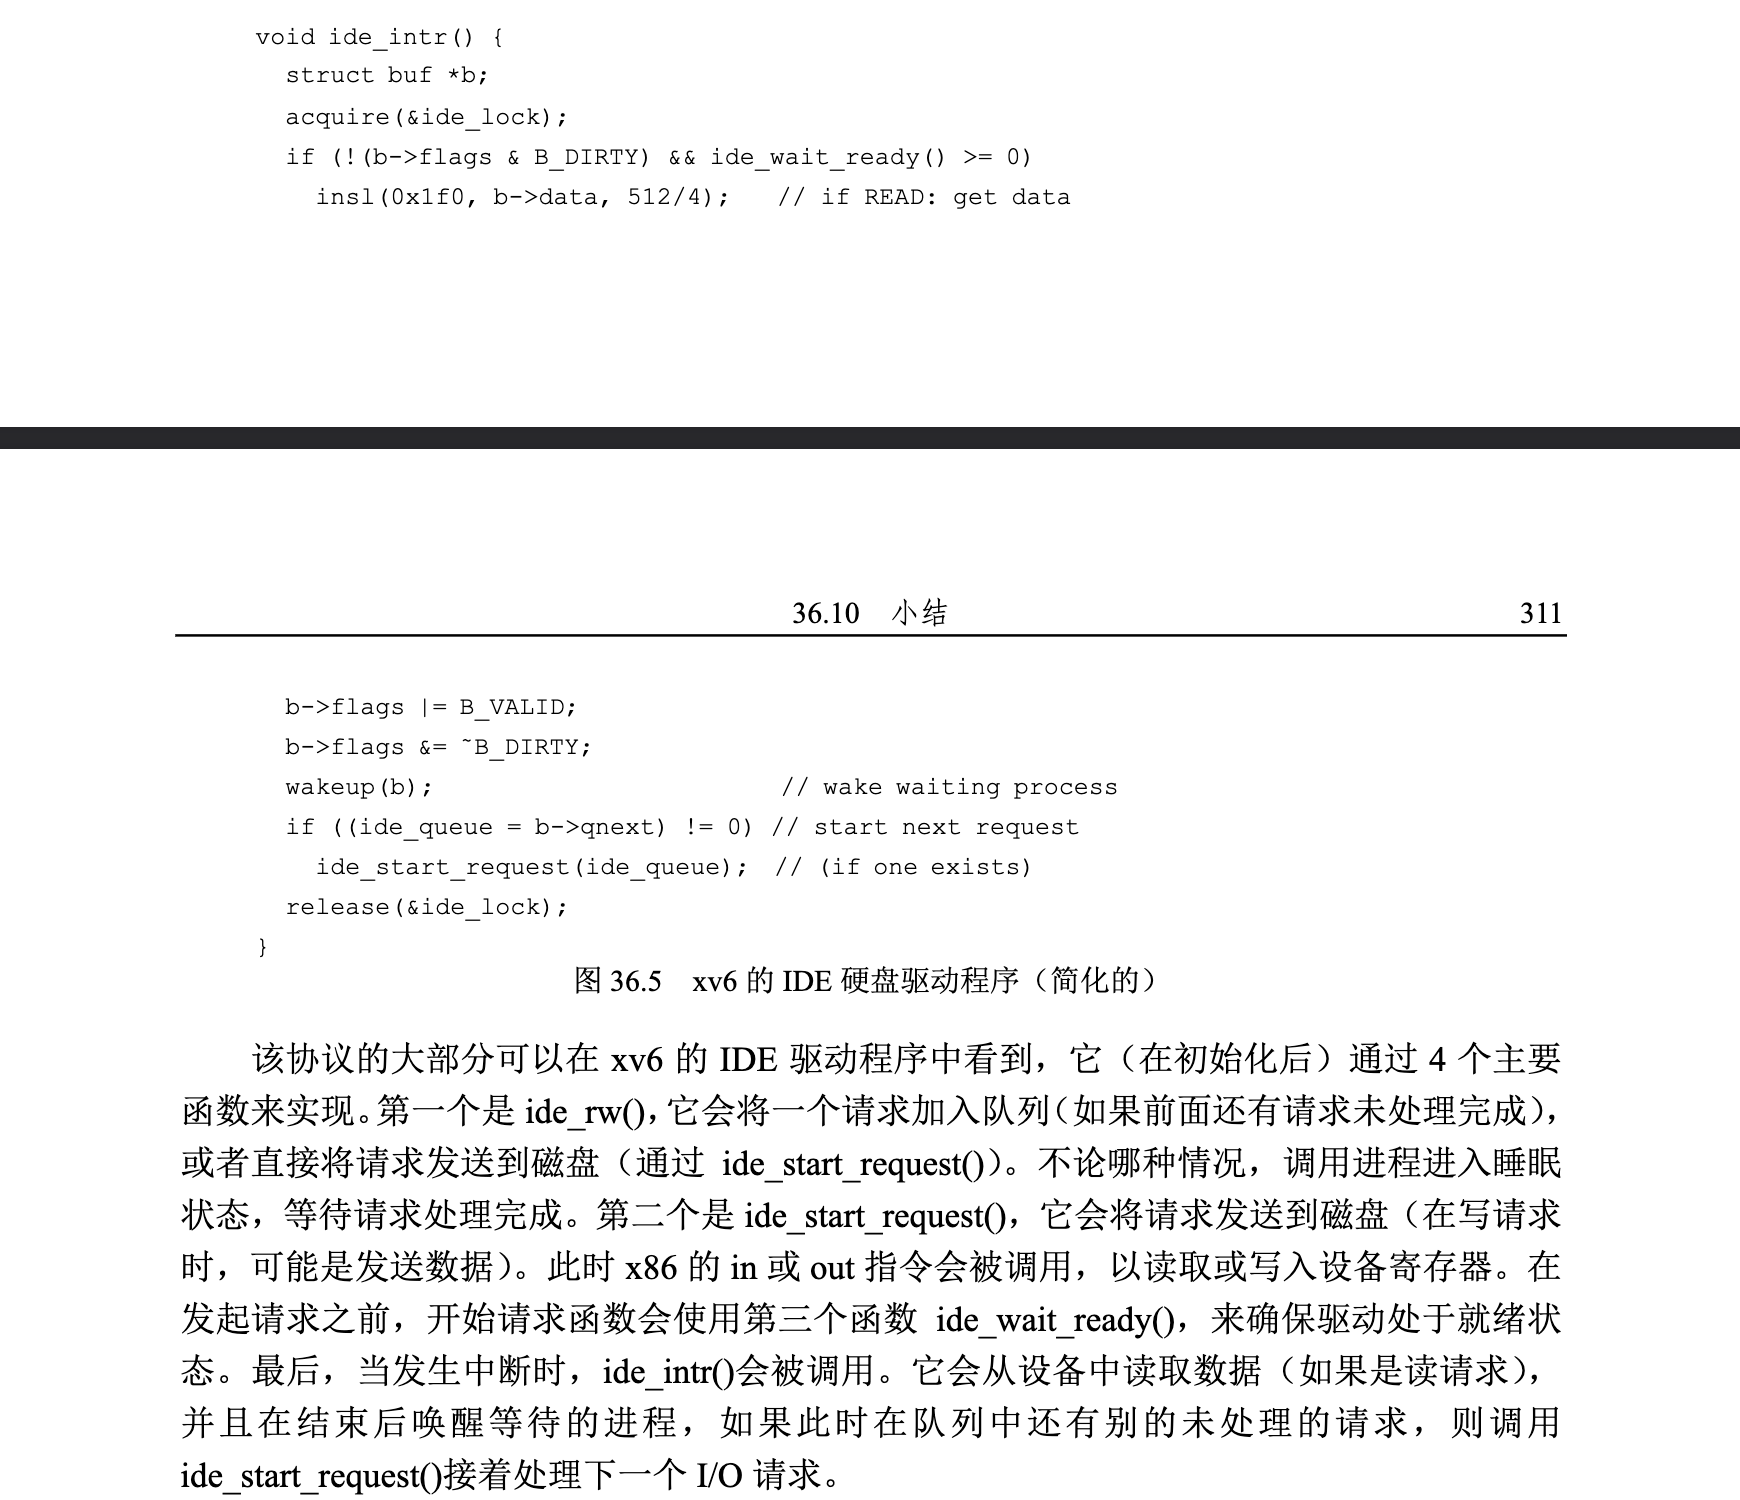 void ide_intr() {
  struct buf *b;
  acquire(&ide_lock);
  if (!(b->flags & B_DIRTY) && ide_wait_ready() >= 0)
    insl(0x1f0, b->data, 512/4);   // if READ: get data
36.10　小结　311
  b->flags |= B_VALID;
  b->flags &= ˜B_DIRTY;
  wakeup(b);                       // wake waiting process
  if ((ide_queue = b->qnext) != 0) // start next request
    ide_start_request(ide_queue);  // (if one exists)
  release(&ide_lock);
}
图 36.5　xv6 的 IDE 硬盘驱动程序（简化的）
该协议的大部分可以在 xv6 的 IDE 驱动程序中看到，它（在初始化后）通过 4 个主要
函数来实现。第一个是 ide_rw()，它会将一个请求加入队列（如果前面还有请求未处理完成），
或者直接将请求发送到磁盘（通过 ide_start_request()）。不论哪种情况，调用进程进入睡眠
状态，等待请求处理完成。第二个是 ide_start_request()，它会将请求发送到磁盘（在写请求
时，可能是发送数据）。此时 x86 的 in 或 out 指令会被调用，以读取或写入设备寄存器。在
发起请求之前，开始请求函数会使用第三个函数 ide_wait_ready()，来确保驱动处于就绪状
态。最后，当发生中断时，ide_intr()会被调用。它会从设备中读取数据（如果是读请求），
并且在结束后唤醒等待的进程，如果此时在队列中还有别的未处理的请求，则调用
ide_start_request()接着处理下一个 I/O 请求。